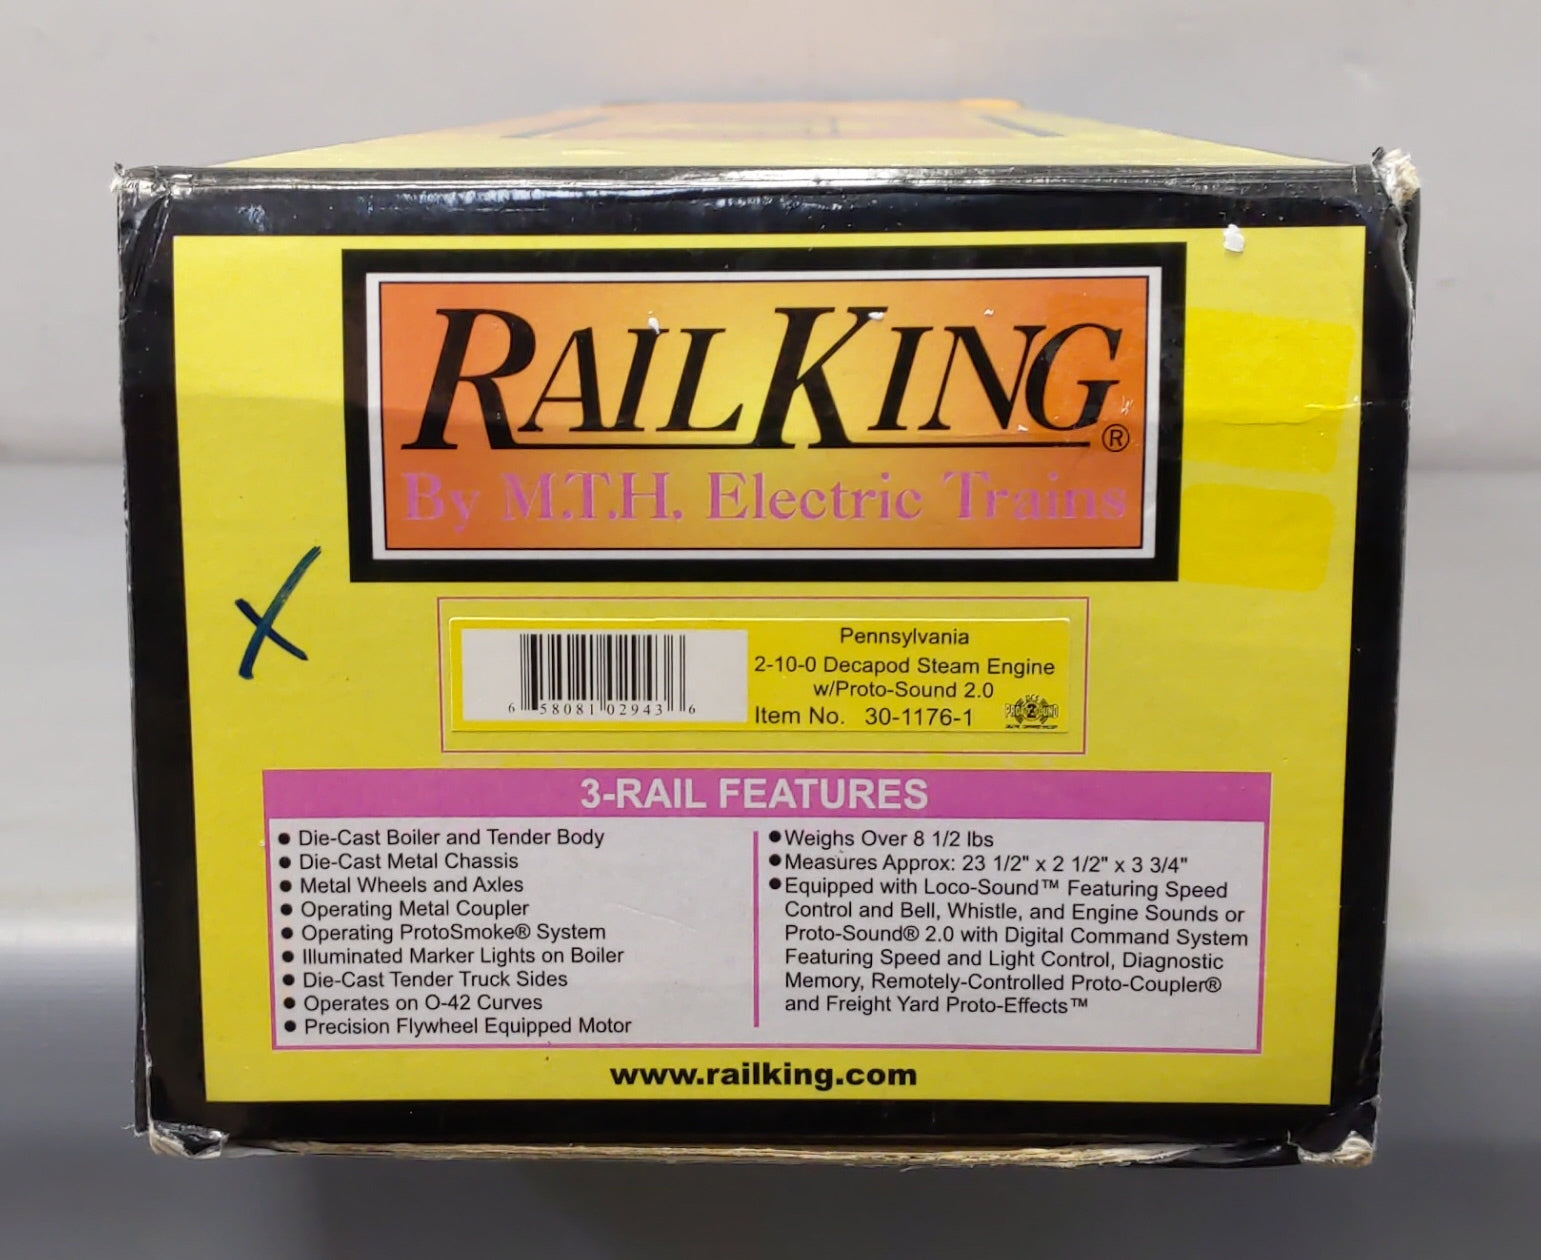 RAILKING®
By M.T.H. Electric Trains
X
Pennsylvania
2-10-0 Decapod Steam Engine
w/Proto-Sound 2.0
Item No. 30-1176-1
6 58081 02943 6
3-RAIL FEATURES
● Die-Cast Boiler and Tender Body
● Die-Cast Metal Chassis
● Metal Wheels and Axles
● Operating Metal Coupler
● Operating ProtoSmoke® System
● Illuminated Marker Lights on Boiler
● Die-Cast Tender Truck Sides
● Operates on O-42 Curves
● Precision Flywheel Equipped Motor
● Weighs Over 8 1/2 lbs
● Measures Approx: 23 1/2" x 2 1/2" x 3 3/4"
● Equipped with Loco-Sound™ Featuring Speed
Control and Bell, Whistle, and Engine Sounds or
Proto-Sound® 2.0 with Digital Command System
Featuring Speed and Light Control, Diagnostic
Memory, Remotely-Controlled Proto-Coupler®
and Freight Yard Proto-Effects™
www.railking.com